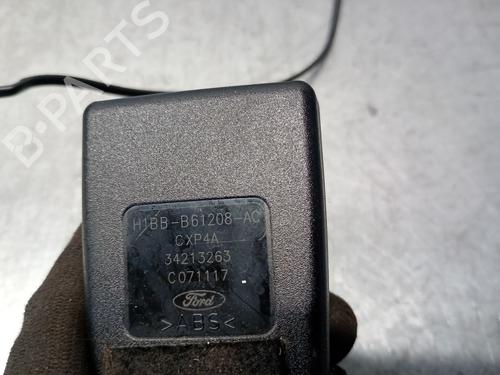 B-PARTS
H1BB-B61208-AC
CXP4A
34213263
C071117
Ford
>ABS<